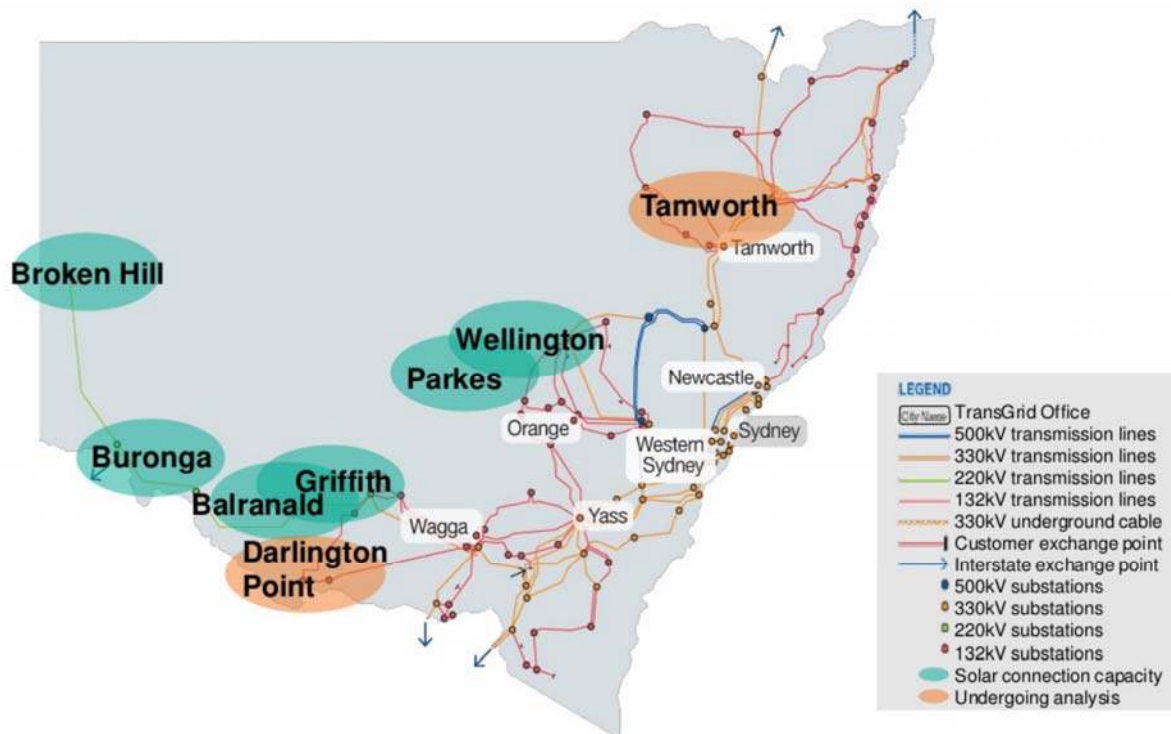 Tamworth
Tamworth
Broken Hill
Wellington
Parkes
Newcastle
Orange
Western
Sydney
Sydney
Buronga
Griffith
Balranald
Wagga
Yass
Darlington
Point
LEGEND
City Name TransGrid Office
500kV transmission lines
330kV transmission lines
220kV transmission lines
132kV transmission lines
330kV underground cable
Customer exchange point
Interstate exchange point
500kV substations
330kV substations
220kV substations
132kV substations
Solar connection capacity
Undergoing analysis